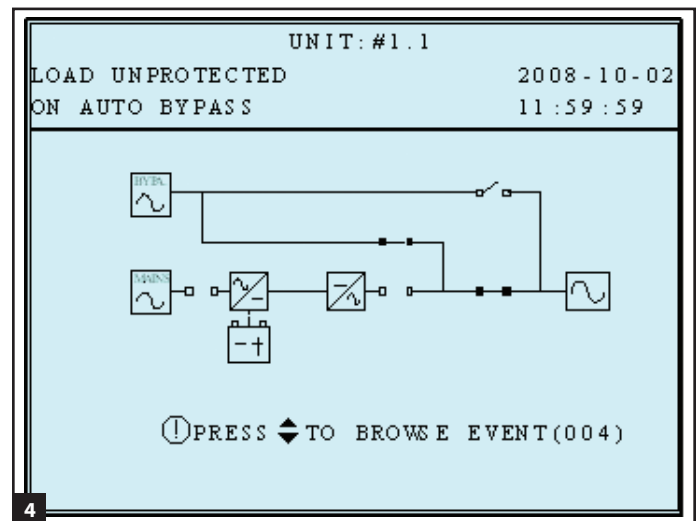 UNIT:#1.1
LOAD UNPROTECTED 2008-10-02
ON AUTO BYPASS 11:59:59
BYPA.
MAINS
PRESS TO BROWSE EVENT(004)
4